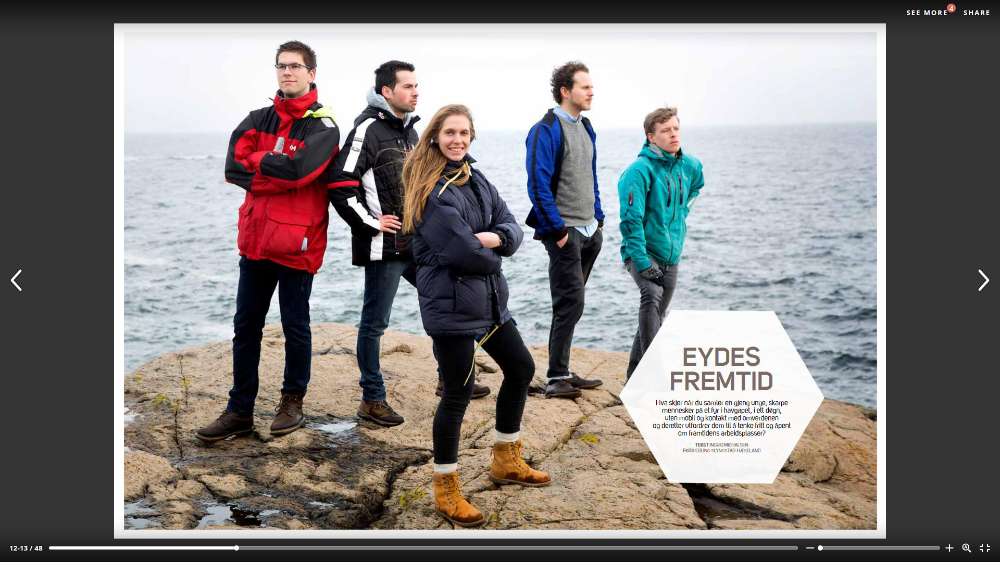 SEE MORE 4 SHARE
EYDES
FREMTID
Hva skjer når du samler en gjeng unge, skarpe
mennesker på et fyr i havgapet, i ett døgn,
uten mobil og kontakt med omverdenen
og deretter utfordrer dem til å tenke fritt og åpent
om framtidens arbeidsplasser?
TEKST INGRID MICHALSEN
FOTO ERLING SLYNGSTAD-HÆGELAND
12-13 / 48